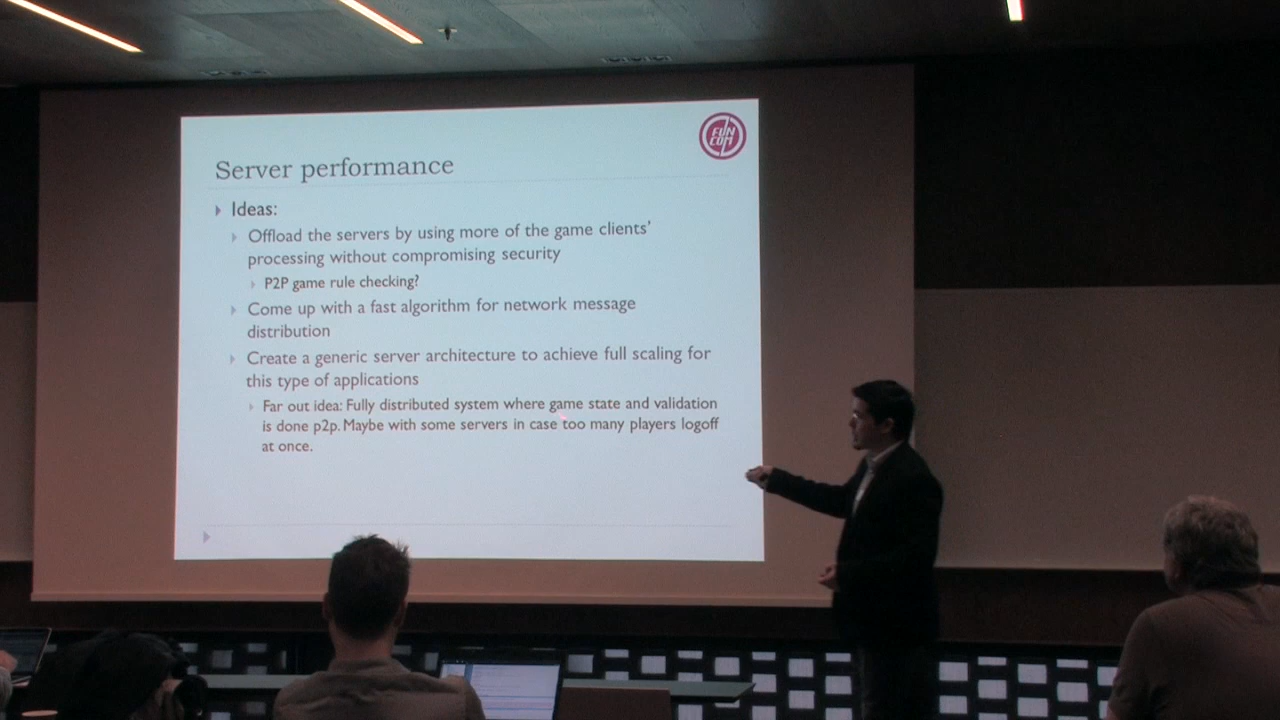 FUN
COM
Server performance
Ideas:
Offload the servers by using more of the game clients'
processing without compromising security
P2P game rule checking?
Come up with a fast algorithm for network message
distribution
Create a generic server architecture to achieve full scaling for
this type of applications
Far out idea: Fully distributed system where game state and validation
is done p2p. Maybe with some servers in case too many players logoff
at once.